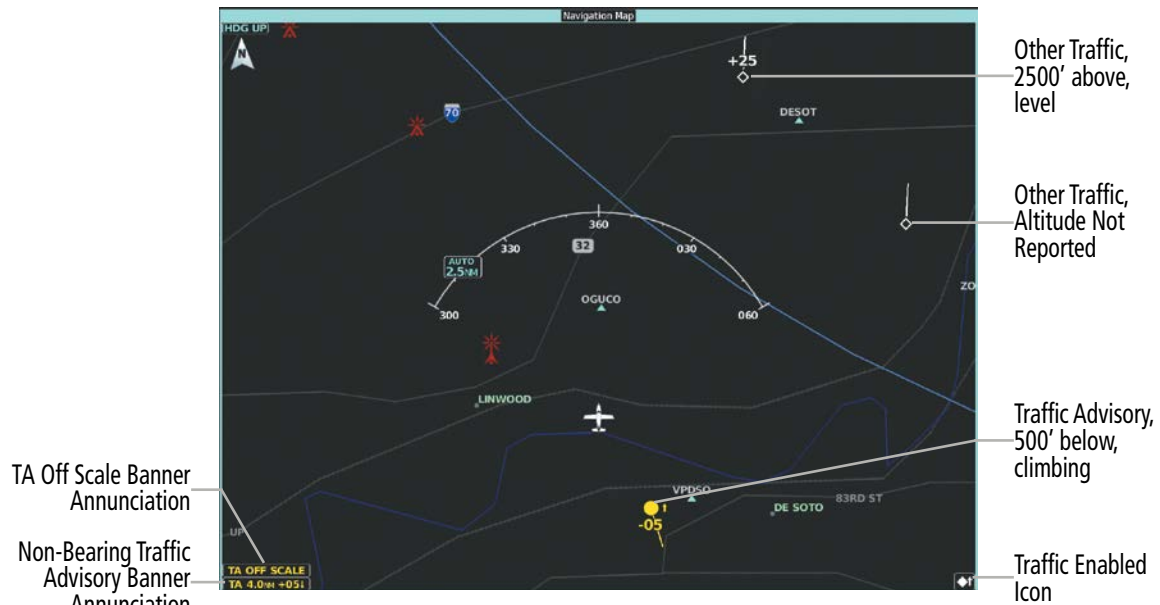 Navigation Map
HDG UP
N
70
+25
DESOT
Other Traffic,
2500’ above,
level
Other Traffic,
Altitude Not
Reported
360
330
32
030
AUTO
2.5NM
300
060
ZO
OGUCO
LINWOOD
Traffic Advisory,
500’ below,
climbing
VPDSO
83RD ST
DE SOTO
-05
UP
TA Off Scale Banner
Annunciation
TA OFF SCALE
Non-Bearing Traffic
Advisory Banner
Annunciation
TA 4.0NM +05↓
Traffic Enabled
Icon